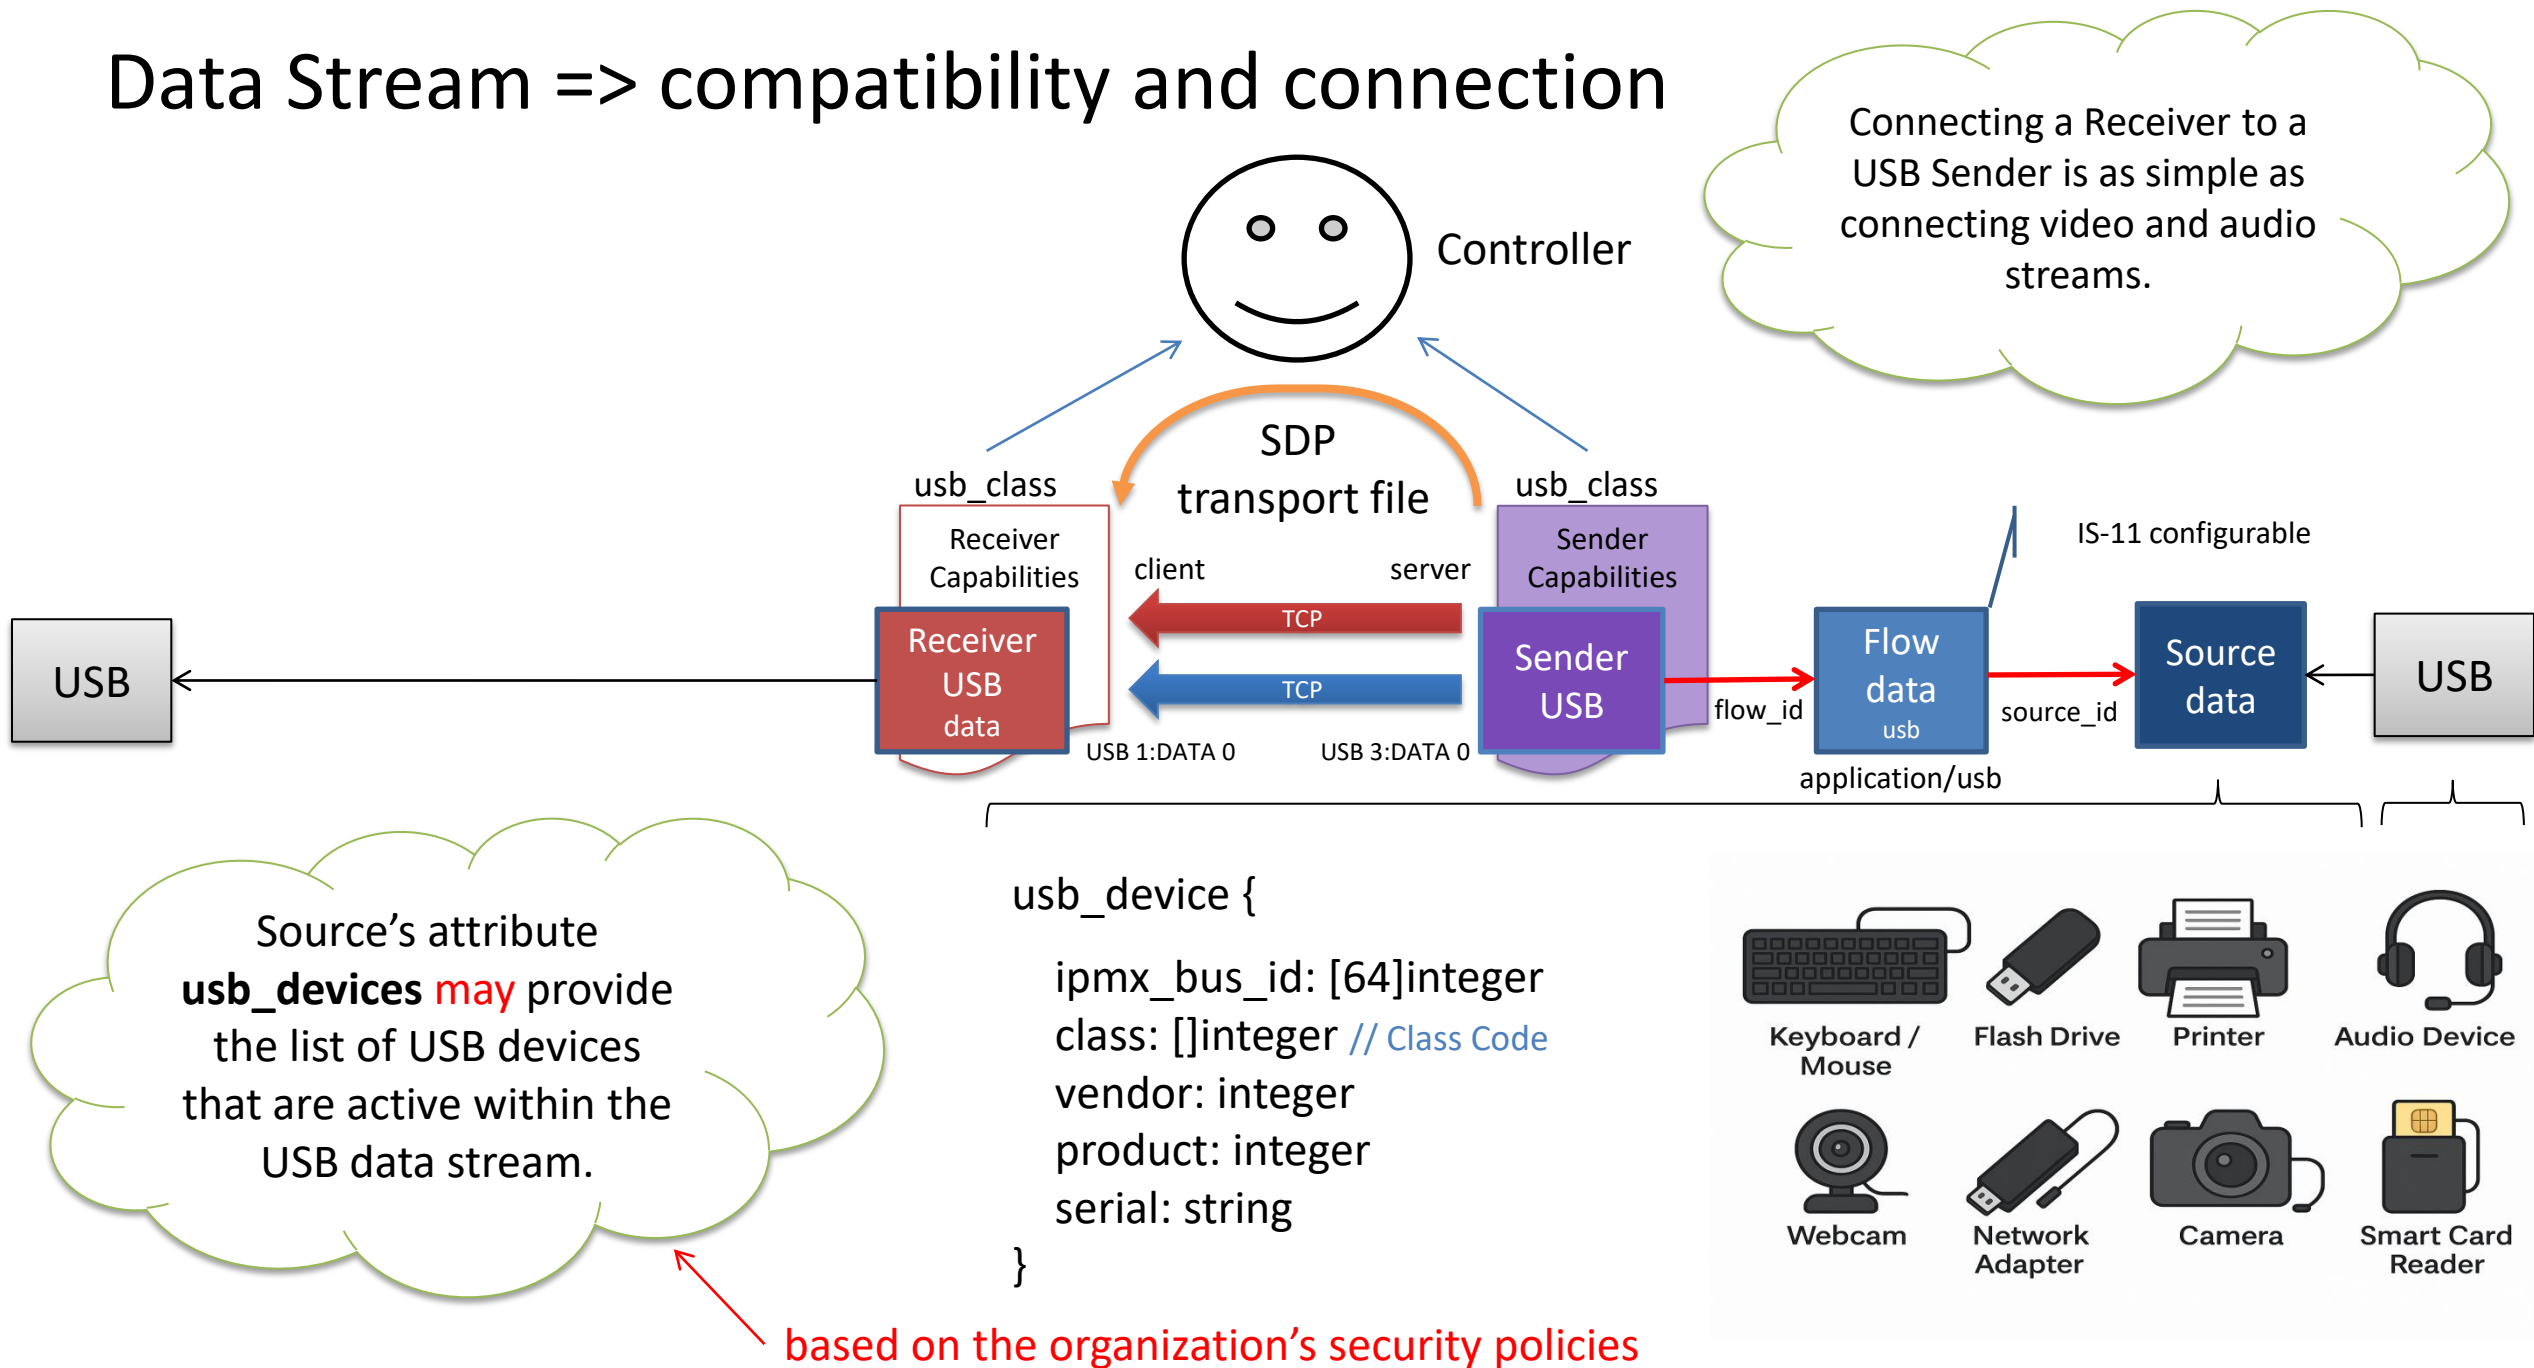 Data Stream => compatibility and connection
Connecting a Receiver to a
USB Sender is as simple as
connecting video and audio
streams.
Controller
SDP
transport file
usb_class
usb_class
Receiver
Capabilities
client
server
Sender
Capabilities
IS-11 configurable
TCP
TCP
USB
Receiver
USB
data
Sender
USB
flow_id
Flow
data
usb
source_id
Source
data
USB
USB 1:DATA 0
USB 3:DATA 0
application/usb
Source’s attribute
usb_devices may provide
the list of USB devices
that are active within the
USB data stream.
usb_device {
ipmx_bus_id: [64]integer
class: []integer // Class Code
vendor: integer
product: integer
serial: string
}
Keyboard /
Mouse
Flash Drive
Printer
Audio Device
Webcam
Network
Adapter
Camera
Smart Card
Reader
based on the organization’s security policies